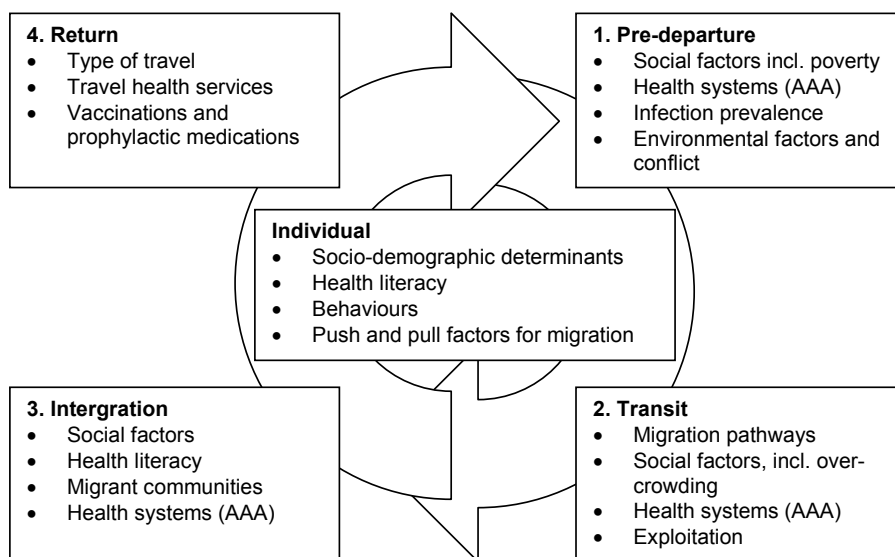 4. Return
• Type of travel
• Travel health services
• Vaccinations and
prophylactic medications
1. Pre-departure
• Social factors incl. poverty
• Health systems (AAA)
• Infection prevalence
• Environmental factors and
conflict
Individual
• Socio-demographic determinants
• Health literacy
• Behaviours
• Push and pull factors for migration
3. Intergration
• Social factors
• Health literacy
• Migrant communities
• Health systems (AAA)
2. Transit
• Migration pathways
• Social factors, incl. over-
crowding
• Health systems (AAA)
• Exploitation